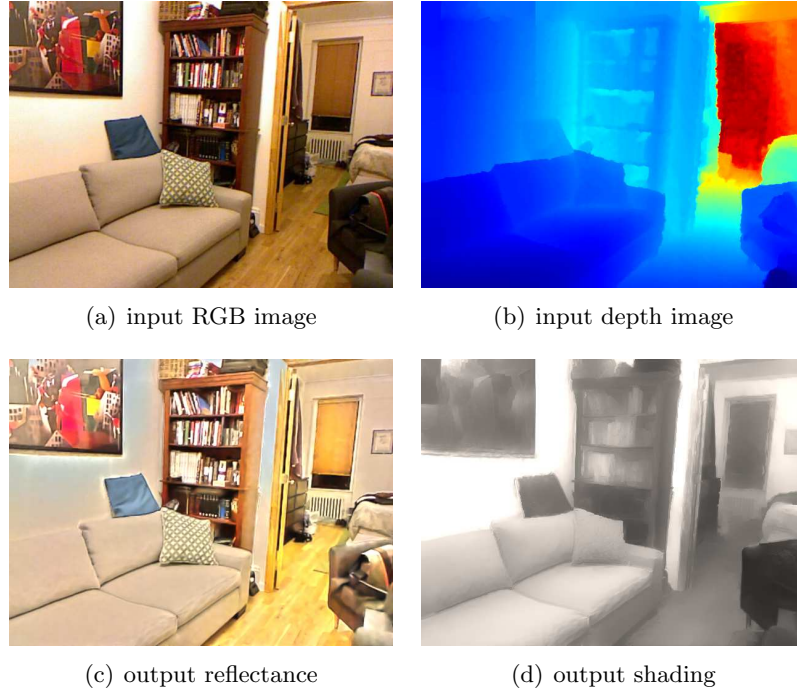 (a) input RGB image
(b) input depth image
(c) output reflectance
(d) output shading